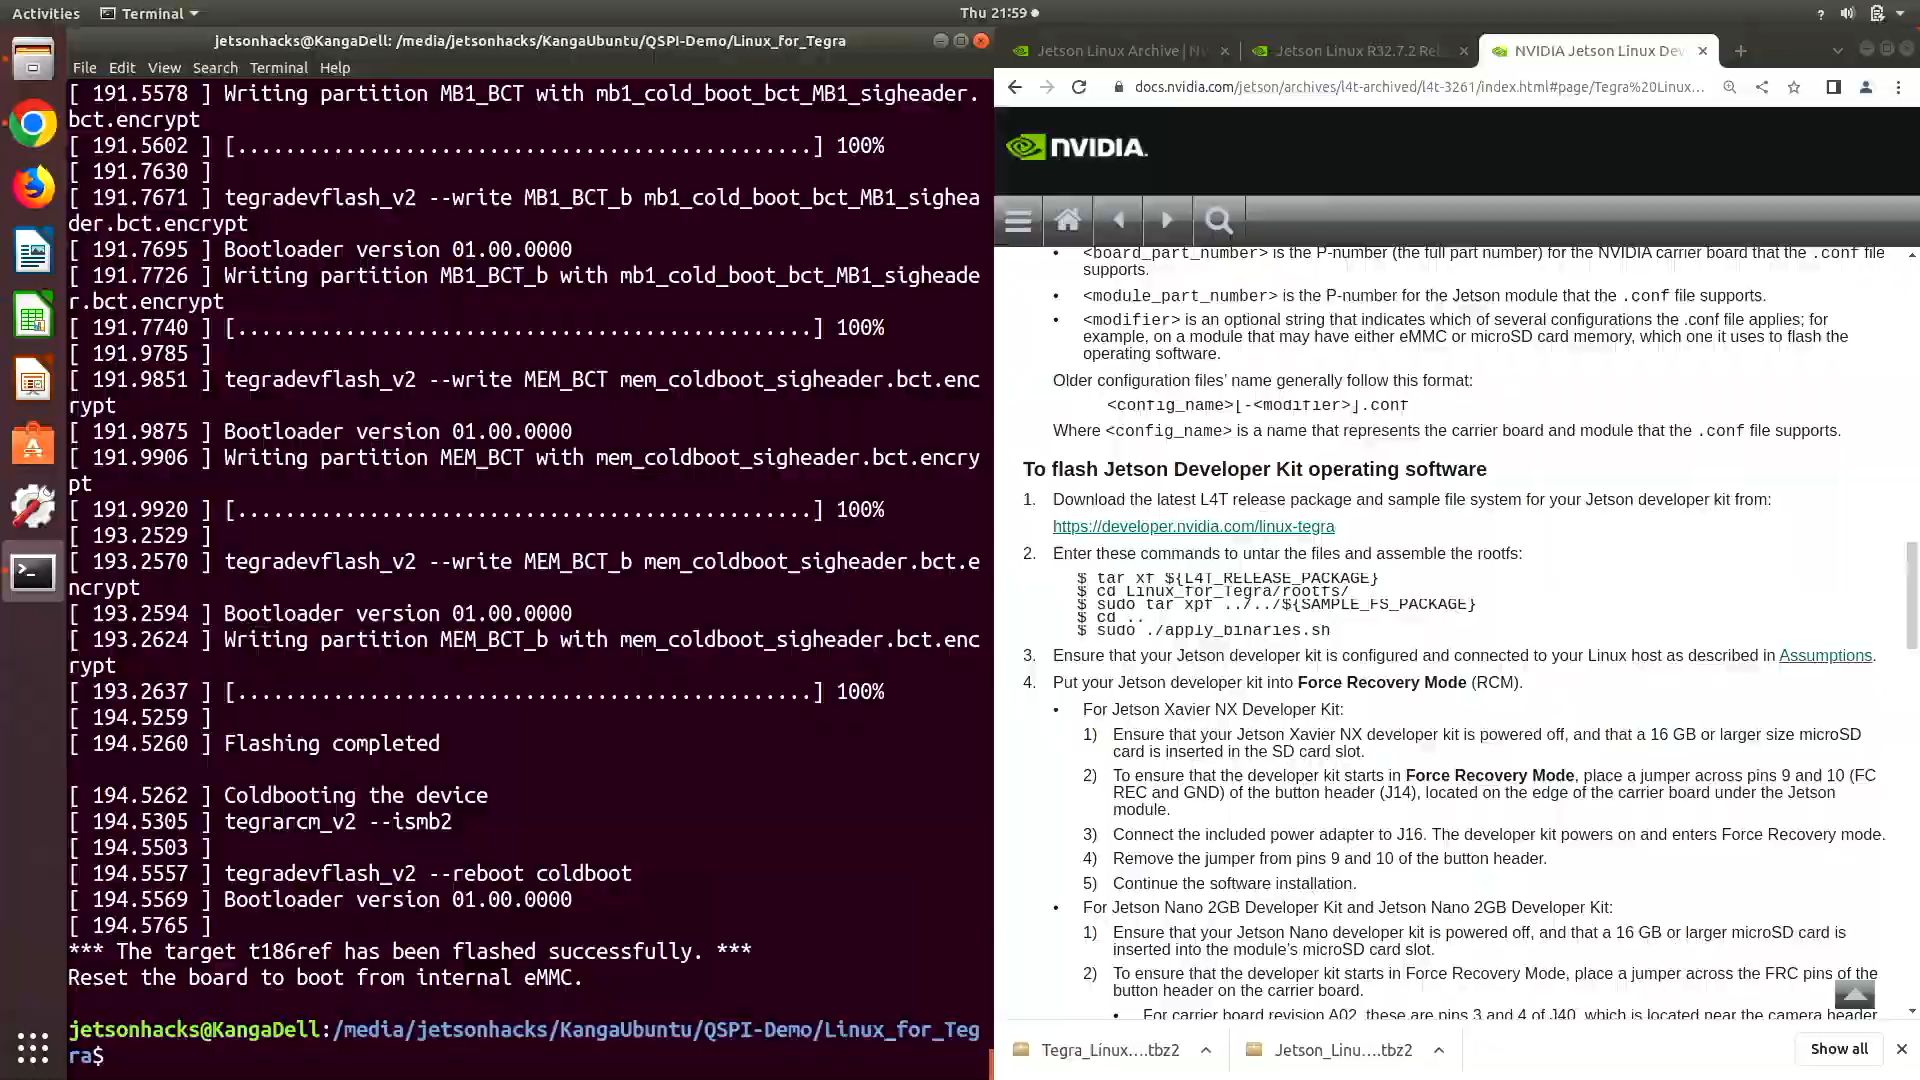 Activities
Terminal
Thu 21:59
jetsonhacks@KangaDell: /media/jetsonhacks/KangaUbuntu/QSPI-Demo/Linux_for_Tegra
File Edit View Search Terminal Help
[ 191.5578 ] Writing partition MB1_BCT with mb1_cold_boot_bct_MB1_sigheader.
bct.encrypt
[ 191.5602 ] [................................................] 100%
[ 191.7630 ]
[ 191.7671 ] tegradevflash_v2 --write MB1_BCT_b mb1_cold_boot_bct_MB1_sighea
der.bct.encrypt
[ 191.7695 ] Bootloader version 01.00.0000
[ 191.7726 ] Writing partition MB1_BCT_b with mb1_cold_boot_bct_MB1_sigheade
r.bct.encrypt
[ 191.7740 ] [................................................] 100%
[ 191.9785 ]
[ 191.9851 ] tegradevflash_v2 --write MEM_BCT mem_coldboot_sigheader.bct.enc
rypt
[ 191.9875 ] Bootloader version 01.00.0000
[ 191.9906 ] Writing partition MEM_BCT with mem_coldboot_sigheader.bct.encry
pt
[ 191.9920 ] [................................................] 100%
[ 193.2529 ]
[ 193.2570 ] tegradevflash_v2 --write MEM_BCT_b mem_coldboot_sigheader.bct.e
ncrypt
[ 193.2594 ] Bootloader version 01.00.0000
[ 193.2624 ] Writing partition MEM_BCT_b with mem_coldboot_sigheader.bct.enc
rypt
[ 193.2637 ] [................................................] 100%
[ 194.5259 ]
[ 194.5260 ] Flashing completed
[ 194.5262 ] Coldbooting the device
[ 194.5305 ] tegrarcm_v2 --ismb2
[ 194.5503 ]
[ 194.5557 ] tegradevflash_v2 --reboot coldboot
[ 194.5569 ] Bootloader version 01.00.0000
[ 194.5765 ]
*** The target t186ref has been flashed successfully. ***
Reset the board to boot from internal eMMC.
jetsonhacks@KangaDell:/media/jetsonhacks/KangaUbuntu/QSPI-Demo/Linux_for_Teg
ra$
Jetson Linux Archive | N
Jetson Linux R32.7.2 Rel
NVIDIA Jetson Linux Dev
docs.nvidia.com/jetson/archives/l4t-archived/l4t-3261/index.html#page/Tegra%20Linux...
NVIDIA.
• <board_part_number> is the P-number (the full part number) for the NVIDIA carrier board that the .conf file
supports.
• <module_part_number> is the P-number for the Jetson module that the .conf file supports.
• <modifier> is an optional string that indicates which of several configurations the .conf file applies; for
example, on a module that may have either eMMC or microSD card memory, which one it uses to flash the
operating software.
Older configuration files’ name generally follow this format:
<config_name>[-<modifier>].conf
Where <config_name> is a name that represents the carrier board and module that the .conf file supports.
To flash Jetson Developer Kit operating software
1. Download the latest L4T release package and sample file system for your Jetson developer kit from:
https://developer.nvidia.com/linux-tegra
2. Enter these commands to untar the files and assemble the rootfs:
$ tar xf ${L4T_RELEASE_PACKAGE}
$ cd Linux_for_Tegra/rootfs/
$ sudo tar xpf ../../${SAMPLE_FS_PACKAGE}
$ cd ..
$ sudo ./apply_binaries.sh
3. Ensure that your Jetson developer kit is configured and connected to your Linux host as described in Assumptions.
4. Put your Jetson developer kit into Force Recovery Mode (RCM).
• For Jetson Xavier NX Developer Kit:
1) Ensure that your Jetson Xavier NX developer kit is powered off, and that a 16 GB or larger size microSD
card is inserted in the SD card slot.
2) To ensure that the developer kit starts in Force Recovery Mode, place a jumper across pins 9 and 10 (FC
REC and GND) of the button header (J14), located on the edge of the carrier board under the Jetson
module.
3) Connect the included power adapter to J16. The developer kit powers on and enters Force Recovery mode.
4) Remove the jumper from pins 9 and 10 of the button header.
5) Continue the software installation.
• For Jetson Nano 2GB Developer Kit and Jetson Nano 2GB Developer Kit:
1) Ensure that your Jetson Nano developer kit is powered off, and that a 16 GB or larger microSD card is
inserted into the module’s microSD card slot.
2) To ensure that the developer kit starts in Force Recovery Mode, place a jumper across the FRC pins of the
button header on the carrier board.
• For carrier board revision A02, these are pins 3 and 4 of J40, which is located near the camera header
Tegra_Linux....tbz2
Jetson_Linu....tbz2
Show all